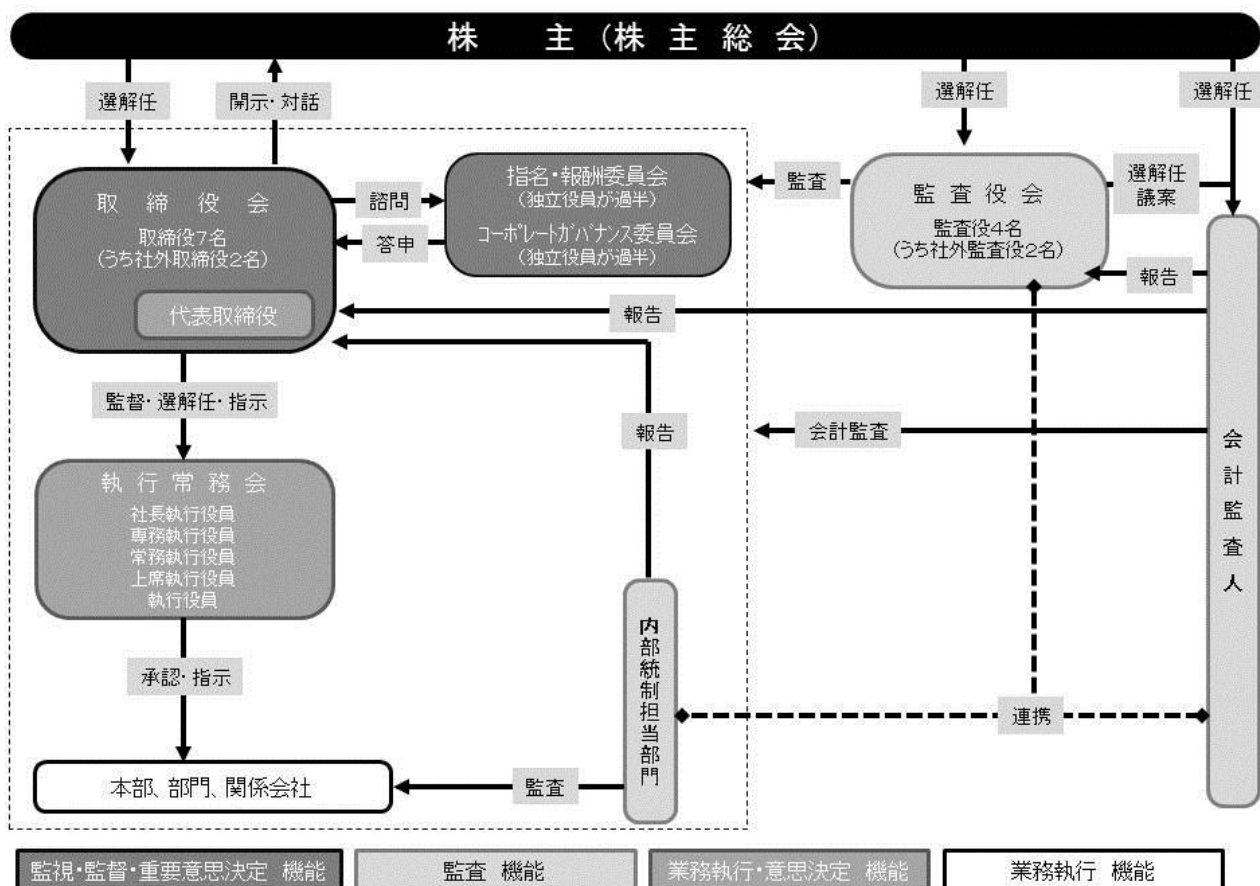 株 主 (株 主 総 会)
選解任
開示・対話
選解任
選解任
取 締 役 会
取締役7名
(うち社外取締役2名)
代表取締役
諮問
答申
指名・報酬委員会
(独立役員が過半)
コーポレートガバナンス委員会
(独立役員が過半)
監査
監 査 役 会
監査役4名
(うち社外監査役2名)
選解任
議案
報告
報告
監督・選解任・指示
報告
会計監査
会計監査人
執 行 常 務 会
社長執行役員
専務執行役員
常務執行役員
上席執行役員
執行役員
内部統制担当部門
承認・指示
連携
本部、部門、関係会社
監査
監視・監督・重要意思決定 機能
監査 機能
業務執行・意思決定 機能
業務執行 機能